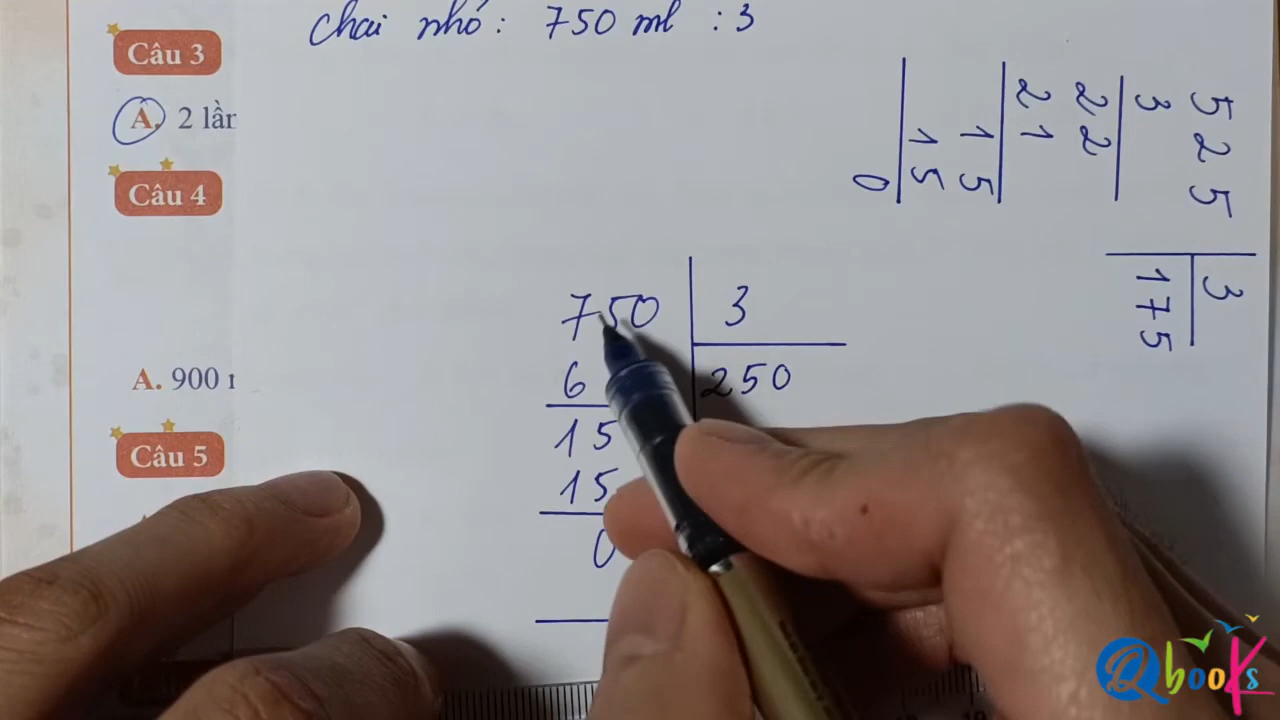 chai nhỏ: 750 ml : 3
Câu 3
A. 2 lần
Câu 4
A. 900
Câu 5
750 3
6 250
15
15
0
525 3
3 175
22
21
15
15
0
Qbooks